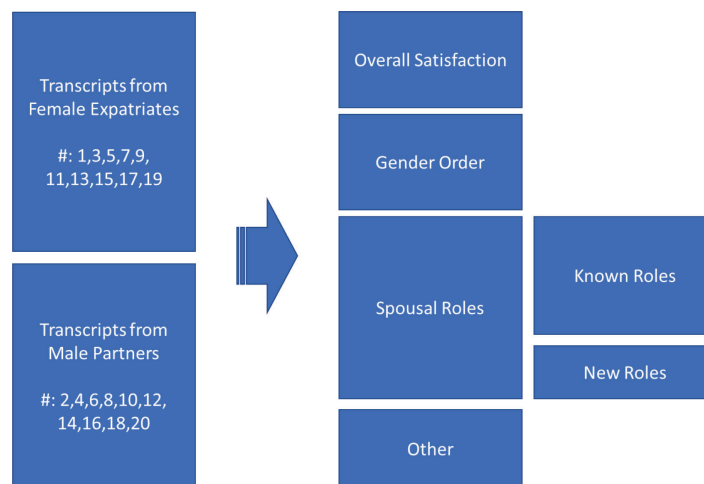 Transcripts from
Female Expatriates
#: 1,3,5,7,9,
11,13,15,17,19
Transcripts from
Male Partners
#: 2,4,6,8,10,12,
14,16,18,20
Overall Satisfaction
Gender Order
Spousal Roles
Known Roles
New Roles
Other